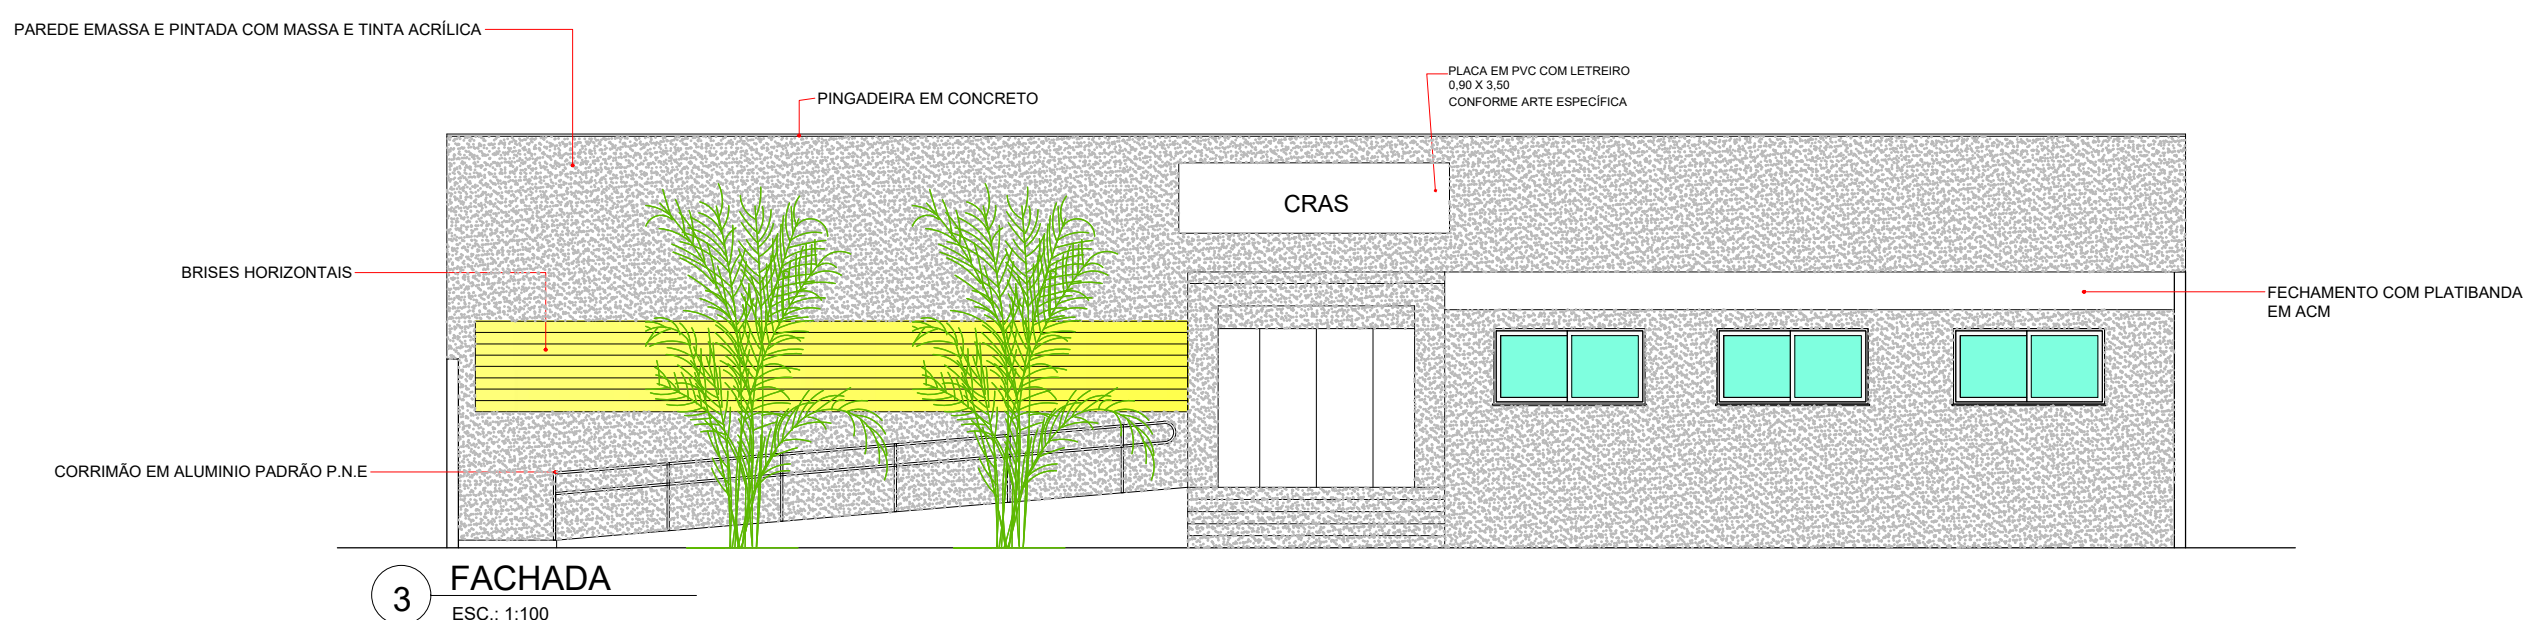 PAREDE EMASSA E PINTADA COM MASSA E TINTA ACRÍLICA
PLACA EM PVC COM LETREIRO
0,90 X 3,50
CONFORME ARTE ESPECÍFICA
PINGADEIRA EM CONCRETO
CRAS
BRISES HORIZONTAIS
FECHAMENTO COM PLATIBANDA
EM ACM
CORRIMÃO EM ALUMINIO PADRÃO P.N.E
3
FACHADA
ESC.: 1:100